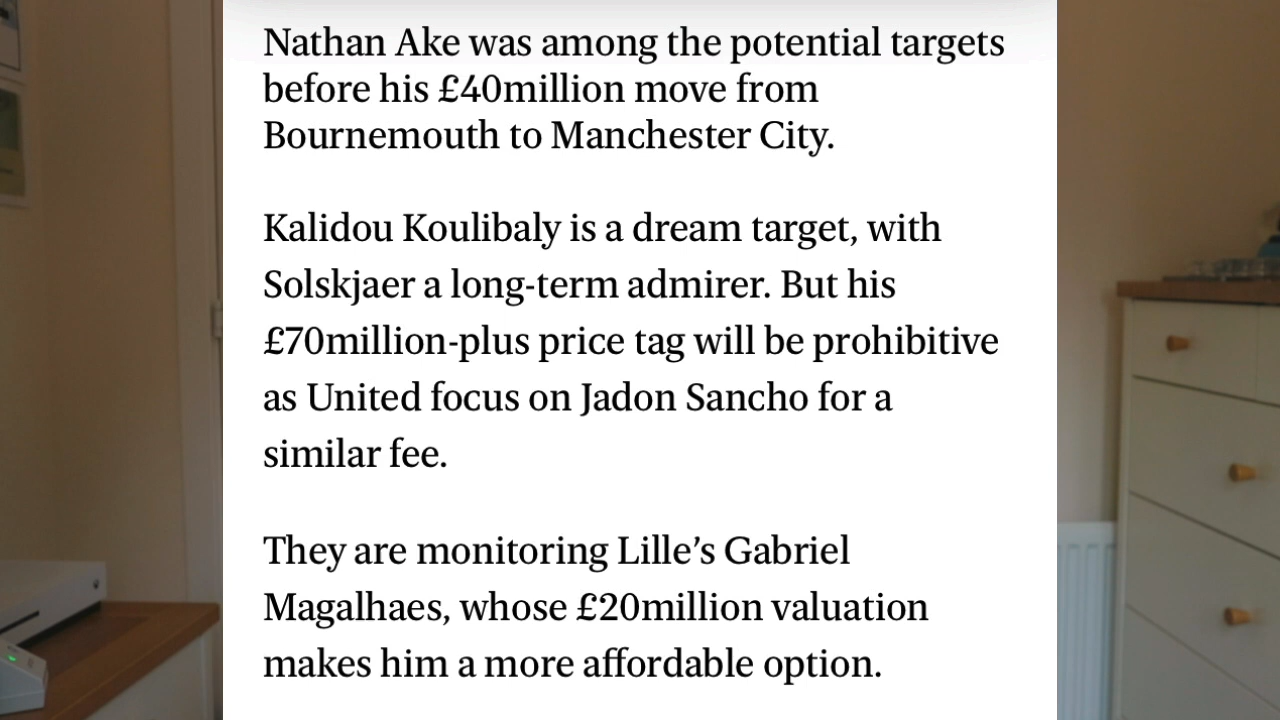 Nathan Ake was among the potential targets
before his £40million move from
Bournemouth to Manchester City.
Kalidou Koulibaly is a dream target, with
Solskjaer a long-term admirer. But his
£70million-plus price tag will be prohibitive
as United focus on Jadon Sancho for a
similar fee.
They are monitoring Lille’s Gabriel
Magalhaes, whose £20million valuation
makes him a more affordable option.